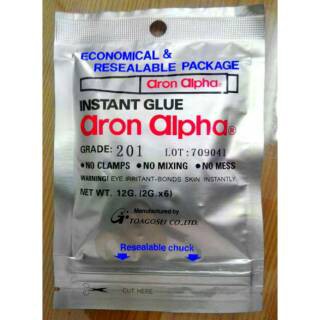 ECONOMICAL &
RESEALABLE PACKAGE
aron alpha®
INSTANT GLUE
aron alpha®
GRADE: 201 LOT:709041
●NO CLAMPS ●NO MIXING ●NO MESS
WARNING! EYE IRRITANT-BONDS SKIN INSTANTLY.
NET WT. 12G. (2G.x6)
Manufactured by
TOAGOSEI CO.,LTD.
Resealable chuck
CUT HERE